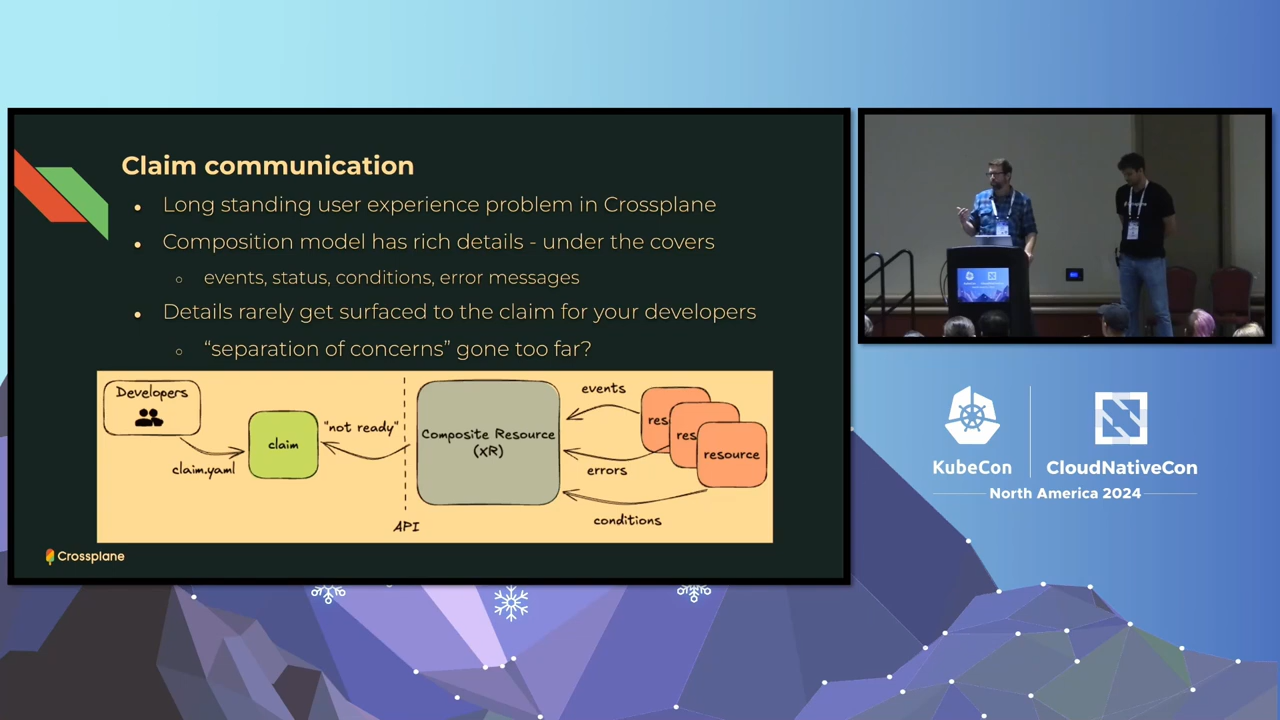 Claim communication
Long standing user experience problem in Crossplane
Composition model has rich details - under the covers
events, status, conditions, error messages
Details rarely get surfaced to the claim for your developers
“separation of concerns” gone too far?
Developers
claim.yaml
claim
"not ready"
API
Composite Resource
(XR)
events
errors
conditions
res
res
resource
Crossplane
KubeCon
CloudNativeCon
North America 2024